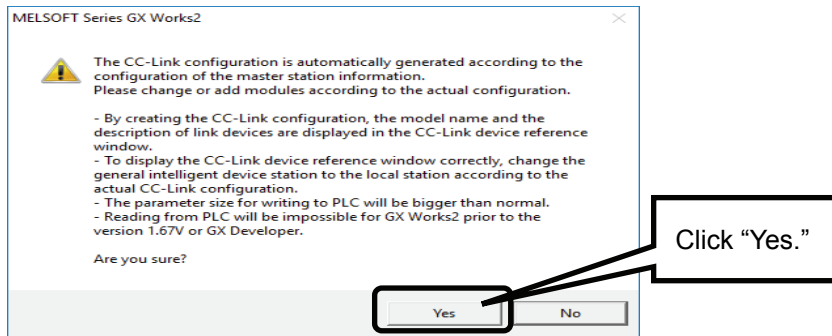 MELSOFT Series GX Works2
The CC-Link configuration is automatically generated according to the
configuration of the master station information.
Please change or add modules according to the actual configuration.
- By creating the CC-Link configuration, the model name and the
description of link devices are displayed in the CC-Link device reference
window.
- To display the CC-Link device reference window correctly, change the
general intelligent device station to the local station according to the
actual CC-Link configuration.
- The parameter size for writing to PLC will be bigger than normal.
- Reading from PLC will be impossible for GX Works2 prior to the
version 1.67V or GX Developer.
Are you sure?
Yes
No
Click “Yes.”